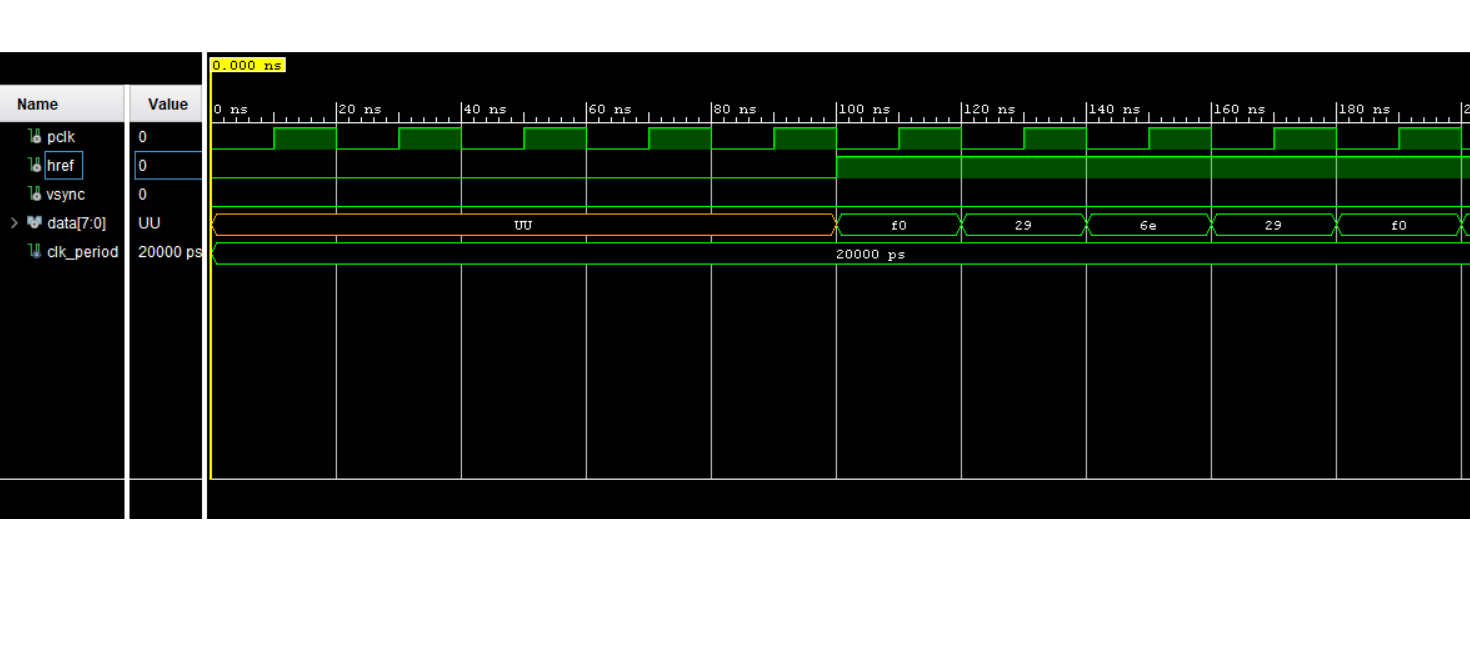 0.000 ns
Name Value
0 ns 20 ns 40 ns 60 ns 80 ns 100 ns 120 ns 140 ns 160 ns 180 ns 2
pclk 0
href 0
vsync 0
data[7:0] UU UU f0 29 6e 29 f0
clk_period 20000 ps 20000 ps